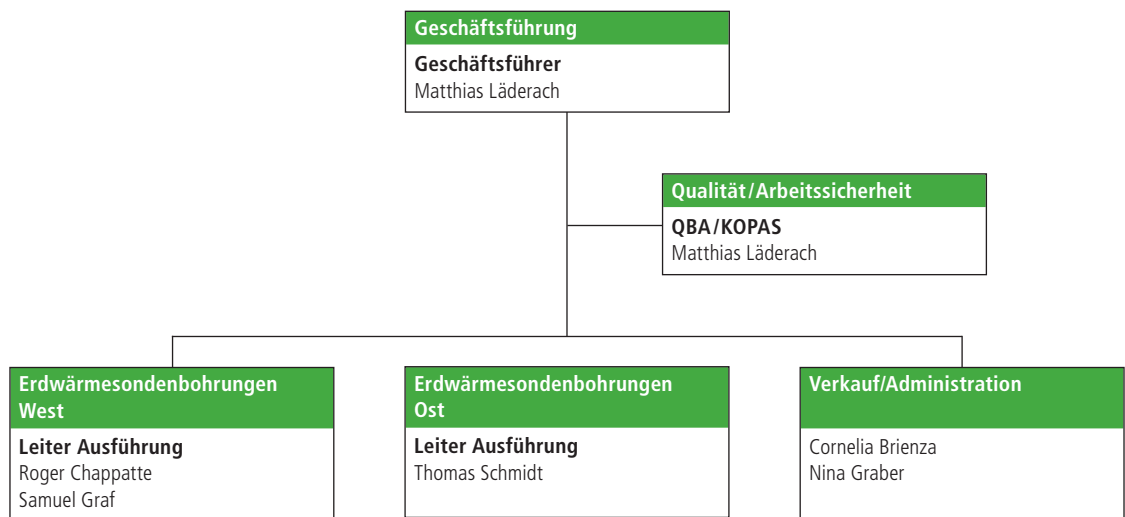 Geschäftsführung
Geschäftsführer
Matthias Läderach
Qualität/Arbeitssicherheit
QBA/KOPAS
Matthias Läderach
Erdwärmesondenbohrungen
West
Leiter Ausführung
Roger Chappatte
Samuel Graf
Erdwärmesondenbohrungen
Ost
Leiter Ausführung
Thomas Schmidt
Verkauf/Administration
Cornelia Brienza
Nina Graber